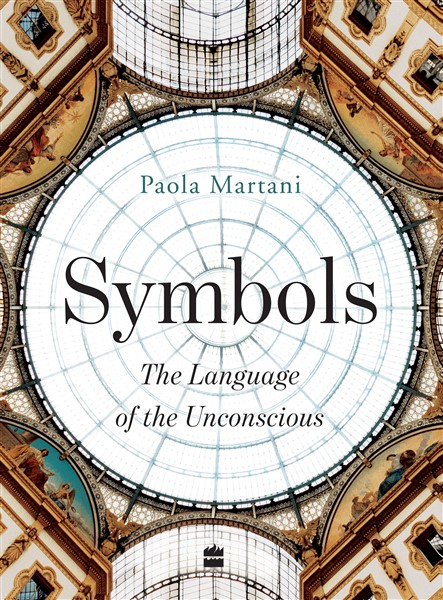 Paola Martani
Symbols
The Language
of the Unconscious